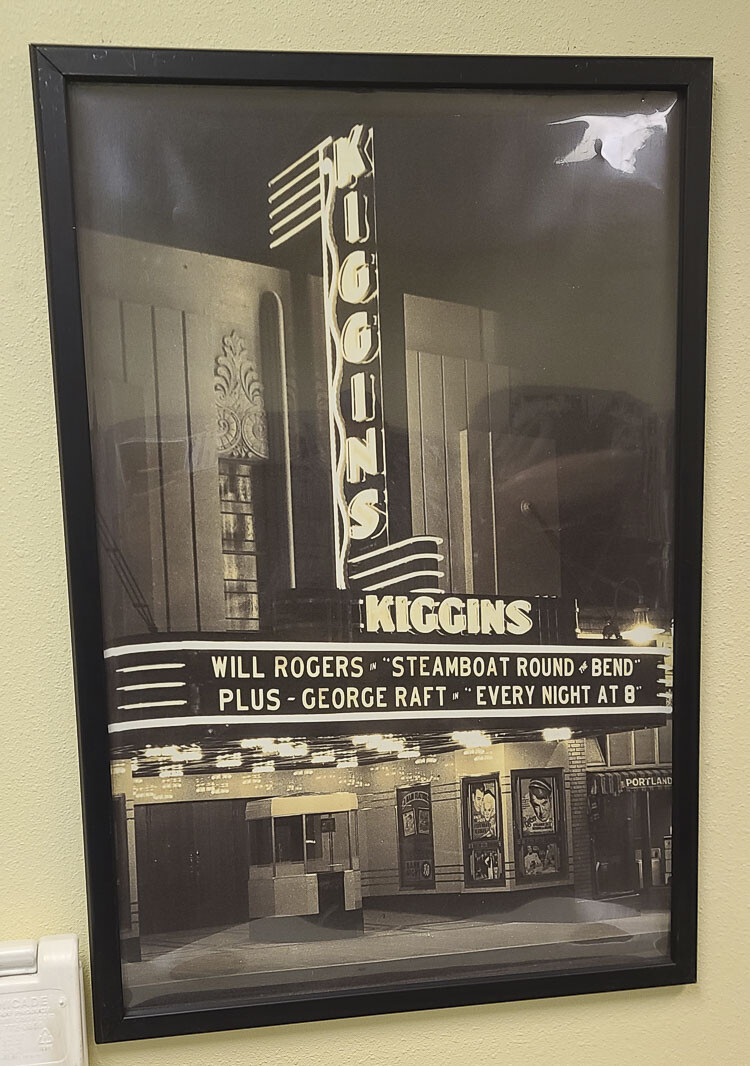 KIGGINS
KIGGINS
WILL ROGERS IN "STEAMBOAT ROUND THE BEND"
PLUS - GEORGE RAFT IN "EVERY NIGHT AT 8"
PORTLAND